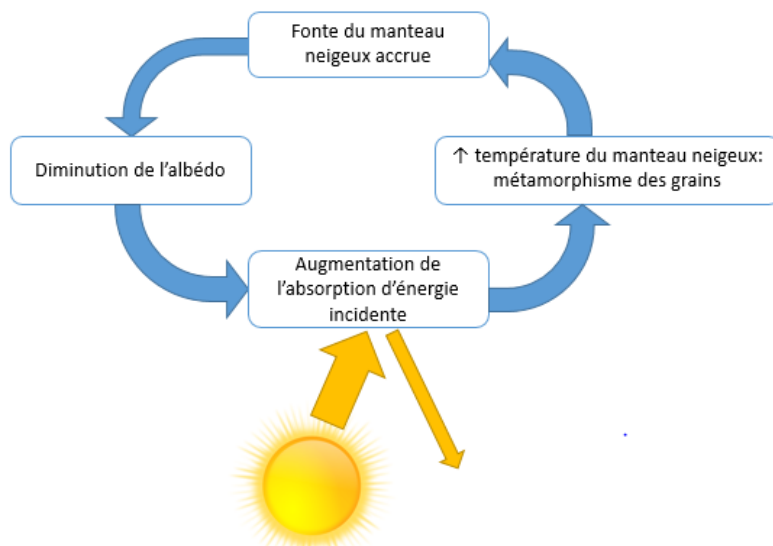 Fonte du manteau
neigeux accrue
Diminution de l'albédo
↑ température du manteau neigeux:
métamorphisme des grains
Augmentation de
l'absorption d'énergie
incidente